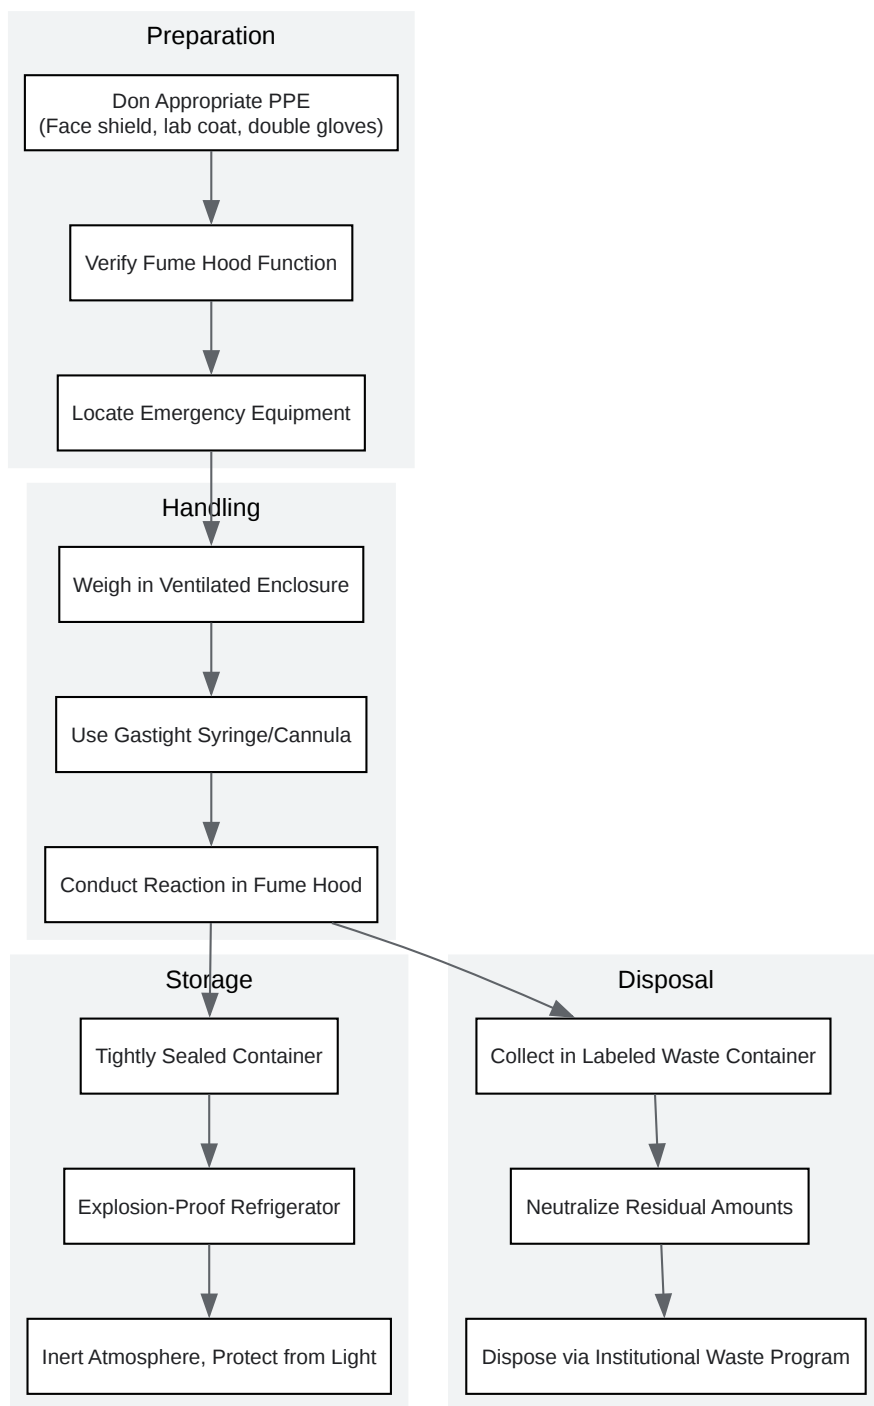 Preparation
Don Appropriate PPE
(Face shield, lab coat, double gloves)
Verify Fume Hood Function
Locate Emergency Equipment
Handling
Weigh in Ventilated Enclosure
Use Gastight Syringe/Cannula
Conduct Reaction in Fume Hood
Storage
Tightly Sealed Container
Explosion-Proof Refrigerator
Inert Atmosphere, Protect from Light
Disposal
Collect in Labeled Waste Container
Neutralize Residual Amounts
Dispose via Institutional Waste Program